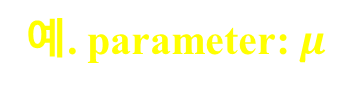 예. parameter: μ